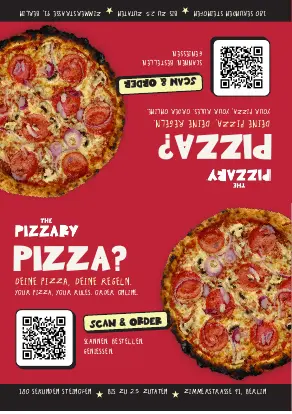 180 SEKUNDEN STEINOFEN ★ BIS ZU 25 ZUTATEN ★ ZIMMERSTRASSE 11, BERLIN
THE
PIZZARY
PIZZA?
DEINE PIZZA, DEINE REGELN.
YOUR PIZZA, YOUR RULES. ORDER ONLINE.
SCAN & ORDER
SCANNEN. BESTELLEN.
GENIESSEN.
THE
PIZZARY
PIZZA?
DEINE PIZZA, DEINE REGELN.
YOUR PIZZA, YOUR RULES. ORDER ONLINE.
SCAN & ORDER
SCANNEN. BESTELLEN.
GENIESSEN.
180 SEKUNDEN STEINOFEN ★ BIS ZU 25 ZUTATEN ★ ZIMMERSTRASSE 11, BERLIN